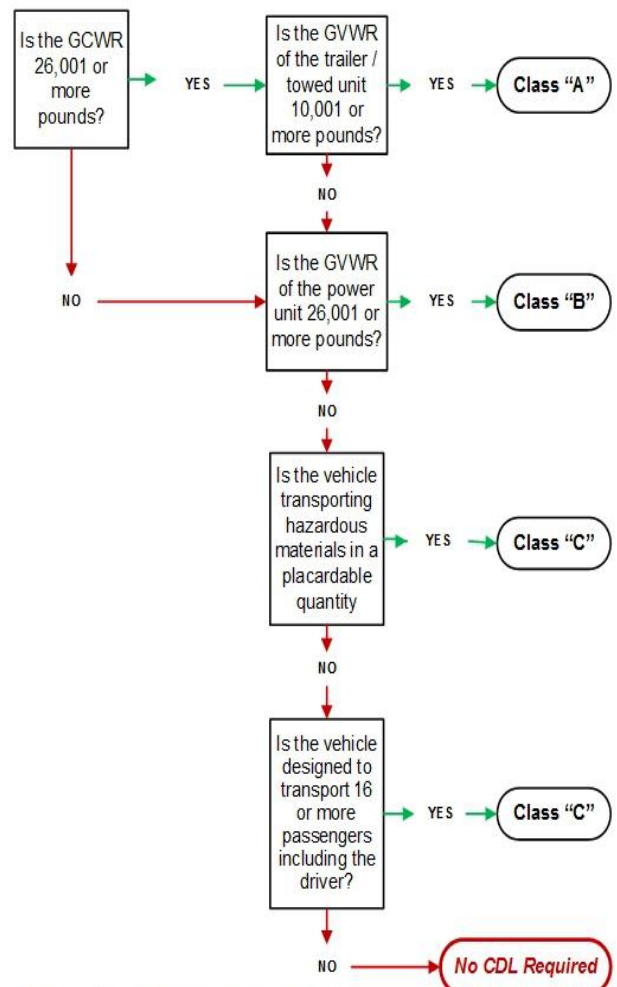 Is the GCWR
26,001 or
more
pounds?
YES
Is the GVWR
of the trailer /
towed unit
10,001 or
more pounds?
YES
Class “A”
NO
NO
Is the GVWR
of the power
unit 26,001 or
more pounds?
YES
Class “B”
NO
Is the vehicle
transporting
hazardous
materials in a
placardable
quantity
YES
Class “C”
NO
Is the vehicle
designed to
transport 16
or more
passengers
including the
driver?
YES
Class “C”
NO
No CDL Required